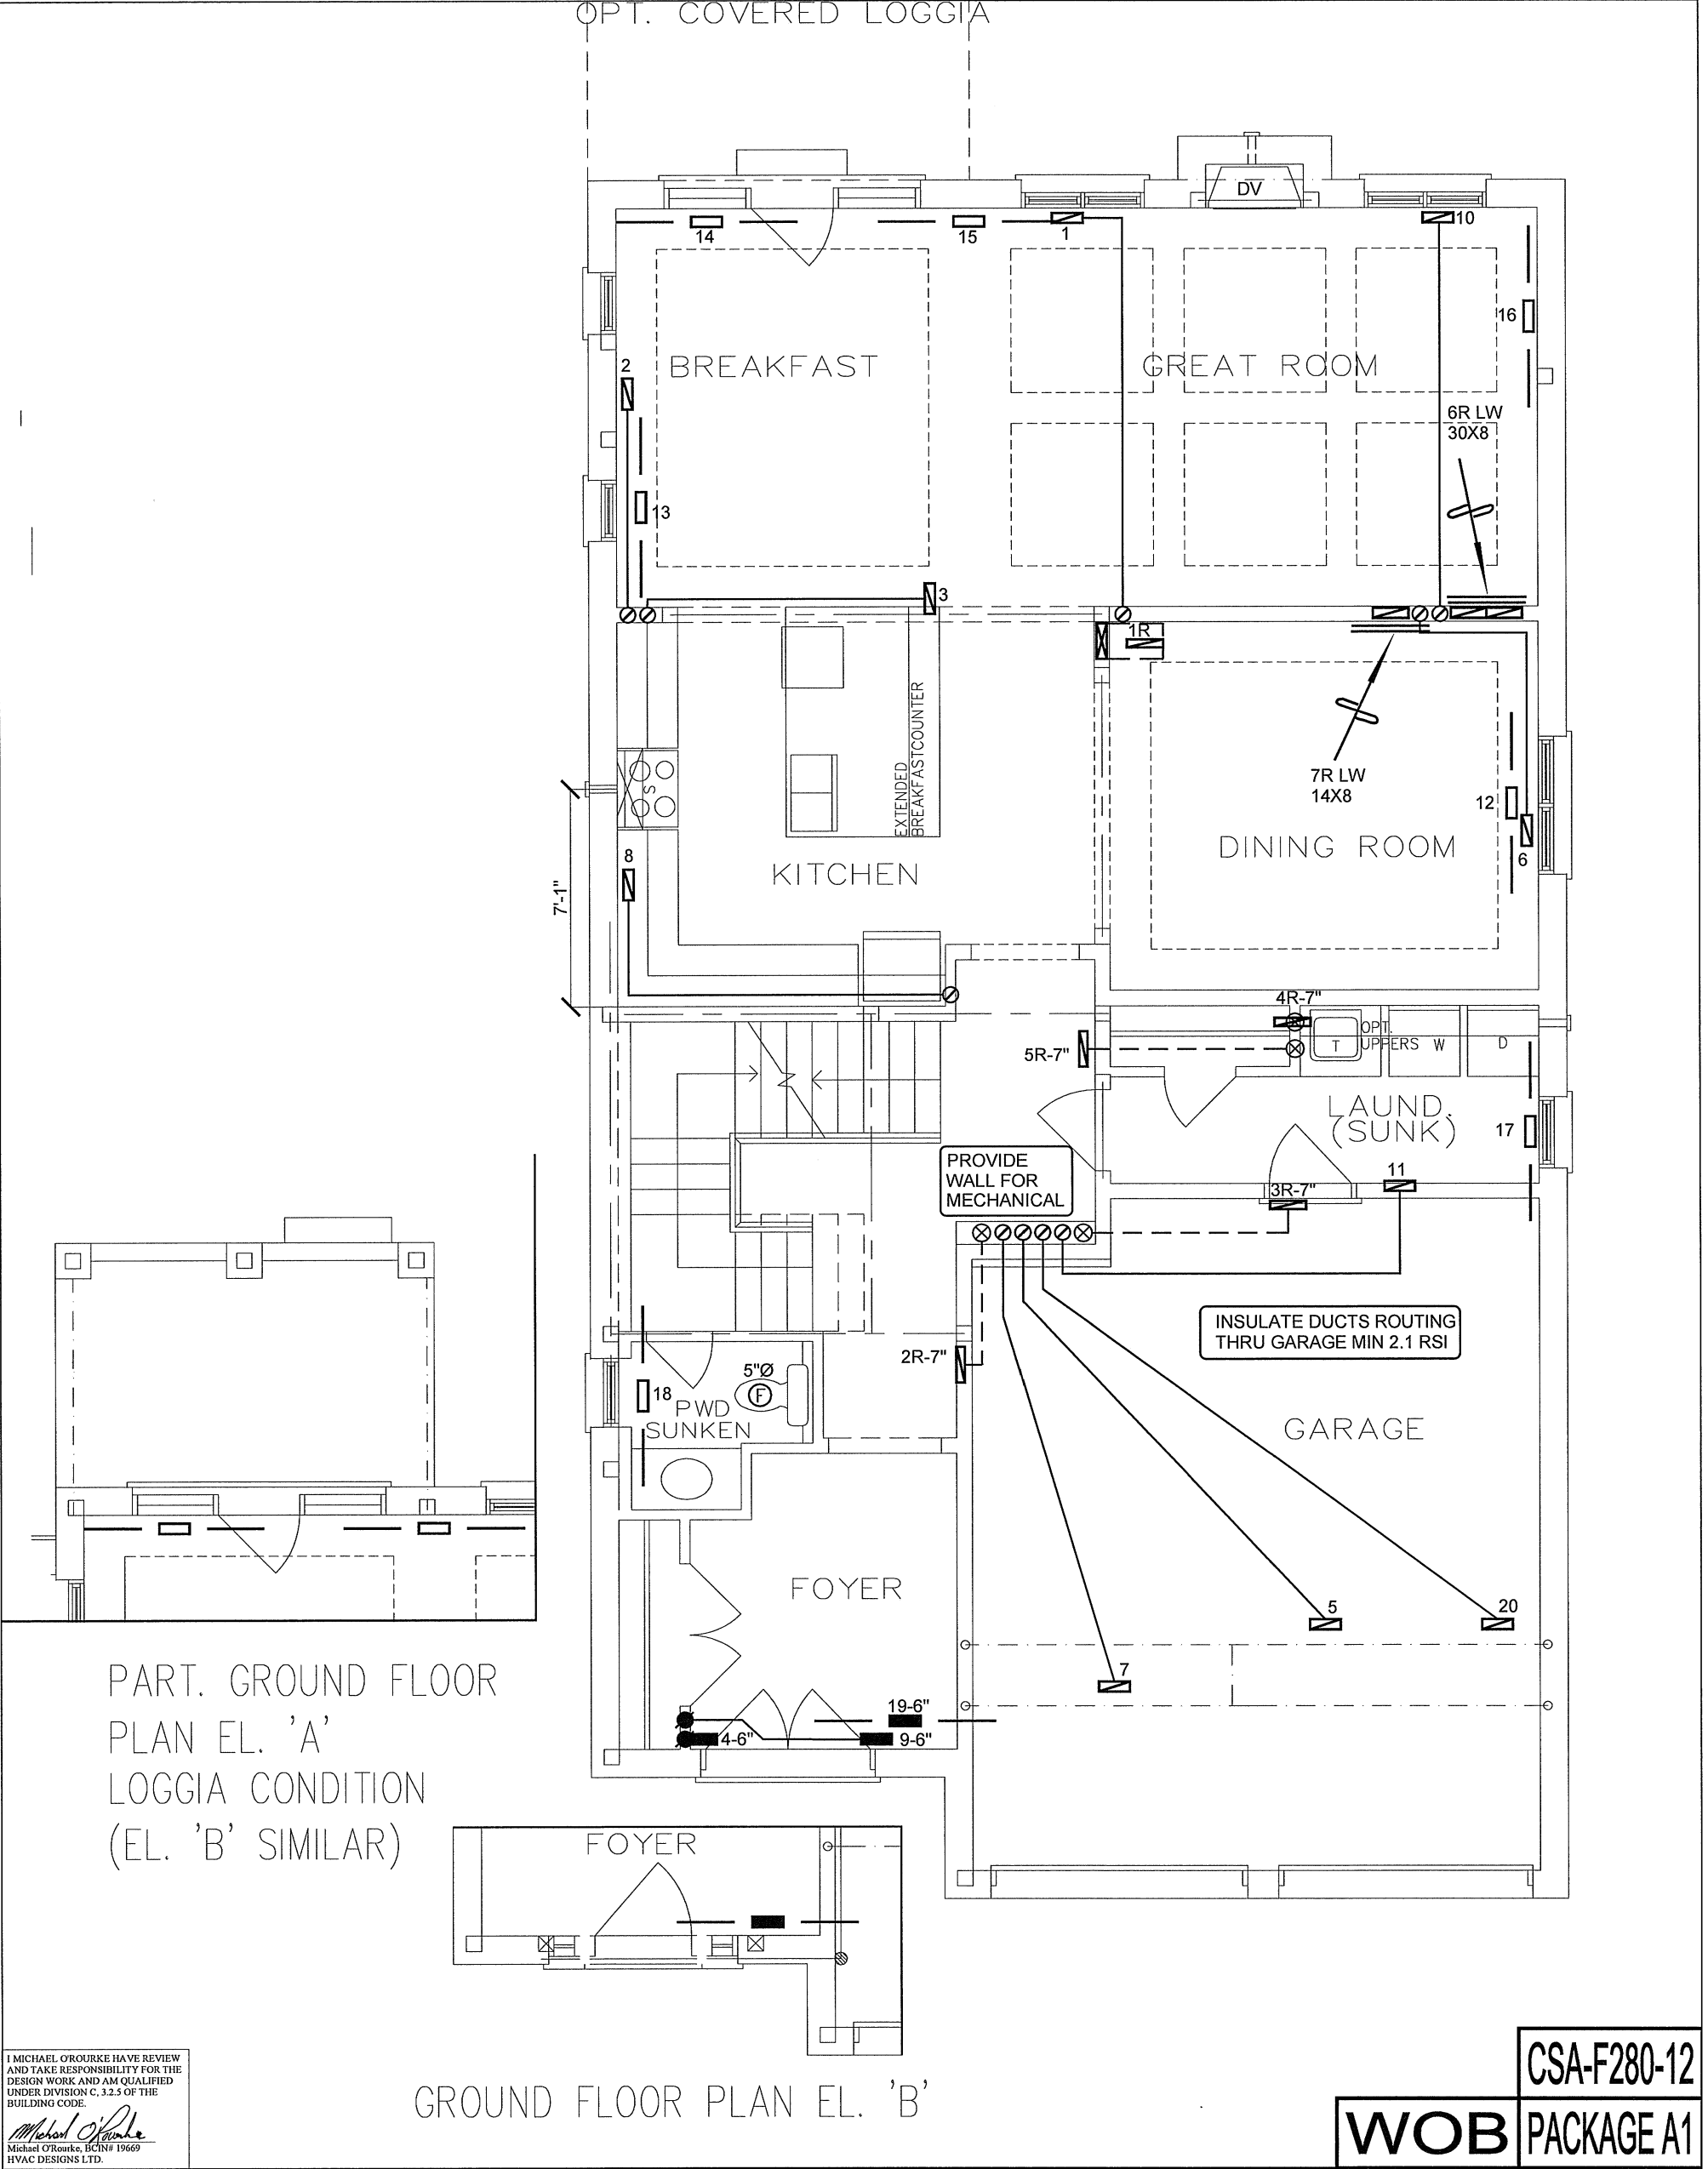 OPT. COVERED LOGGIA
DV
14
15
1
10
16
BREAKFAST
GREAT ROOM
2
6R LW
30X8
13
3
1R
EXTENDED
BREAKFASTCOUNTER
S
7R LW
14X8
12
6
DINING ROOM
8
KITCHEN
7'-1"
4R-7"
OPT.
UPPERS
T
W
D
5R-7"
LAUND.
(SUNK)
17
PROVIDE
WALL FOR
MECHANICAL
11
3R-7"
INSULATE DUCTS ROUTING
THRU GARAGE MIN 2.1 RSI
2R-7"
5"Ø
F
18
PWD
SUNKEN
GARAGE
FOYER
5
20
7
19-6"
4-6"
9-6"
PART. GROUND FLOOR
PLAN EL. 'A'
LOGGIA CONDITION
(EL. 'B' SIMILAR)
FOYER
GROUND FLOOR PLAN EL. 'B'
I MICHAEL O'ROURKE HAVE REVIEW
AND TAKE RESPONSIBILITY FOR THE
DESIGN WORK AND AM QUALIFIED
UNDER DIVISION C, 3.2.5 OF THE
BUILDING CODE.
Michael O'Rourke
Michael O'Rourke, BCIN# 19669
HVAC DESIGNS LTD.
CSA-F280-12
WOB
PACKAGE A1